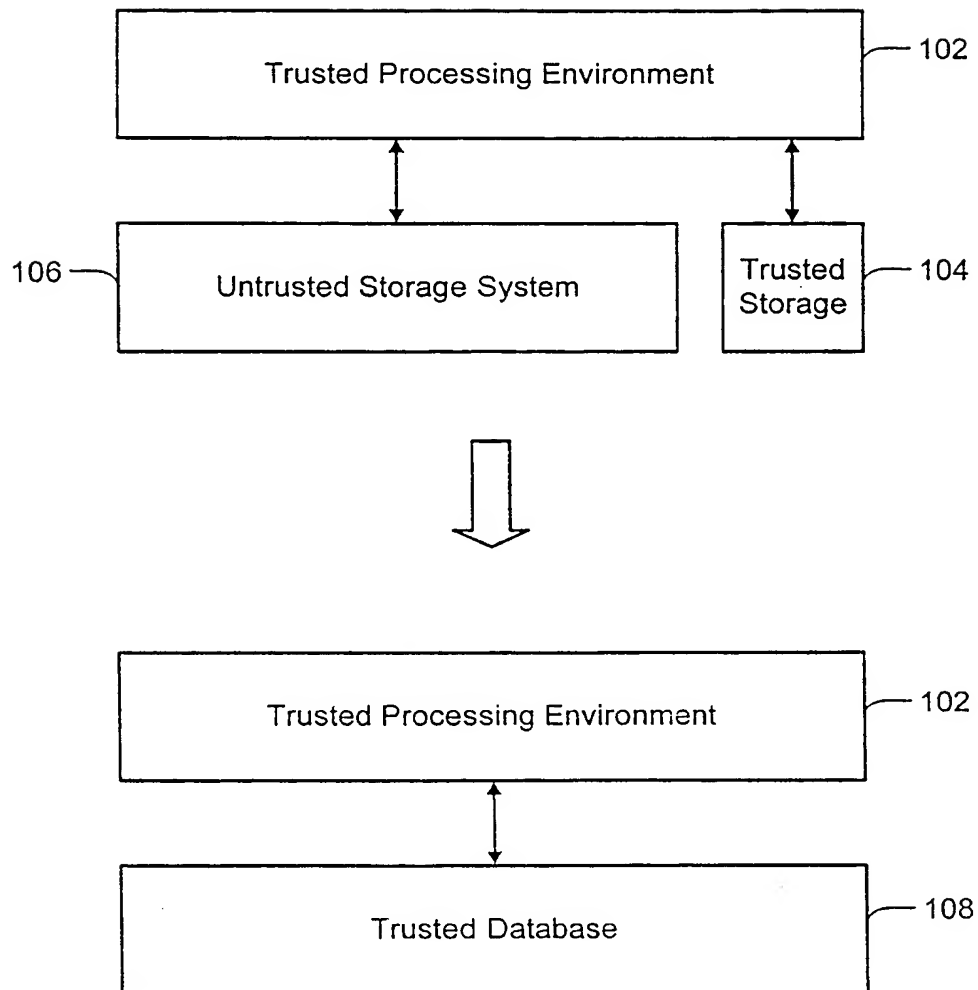 Trusted Processing Environment
102
106
Untrusted Storage System
Trusted
Storage
104
Trusted Processing Environment
102
Trusted Database
108